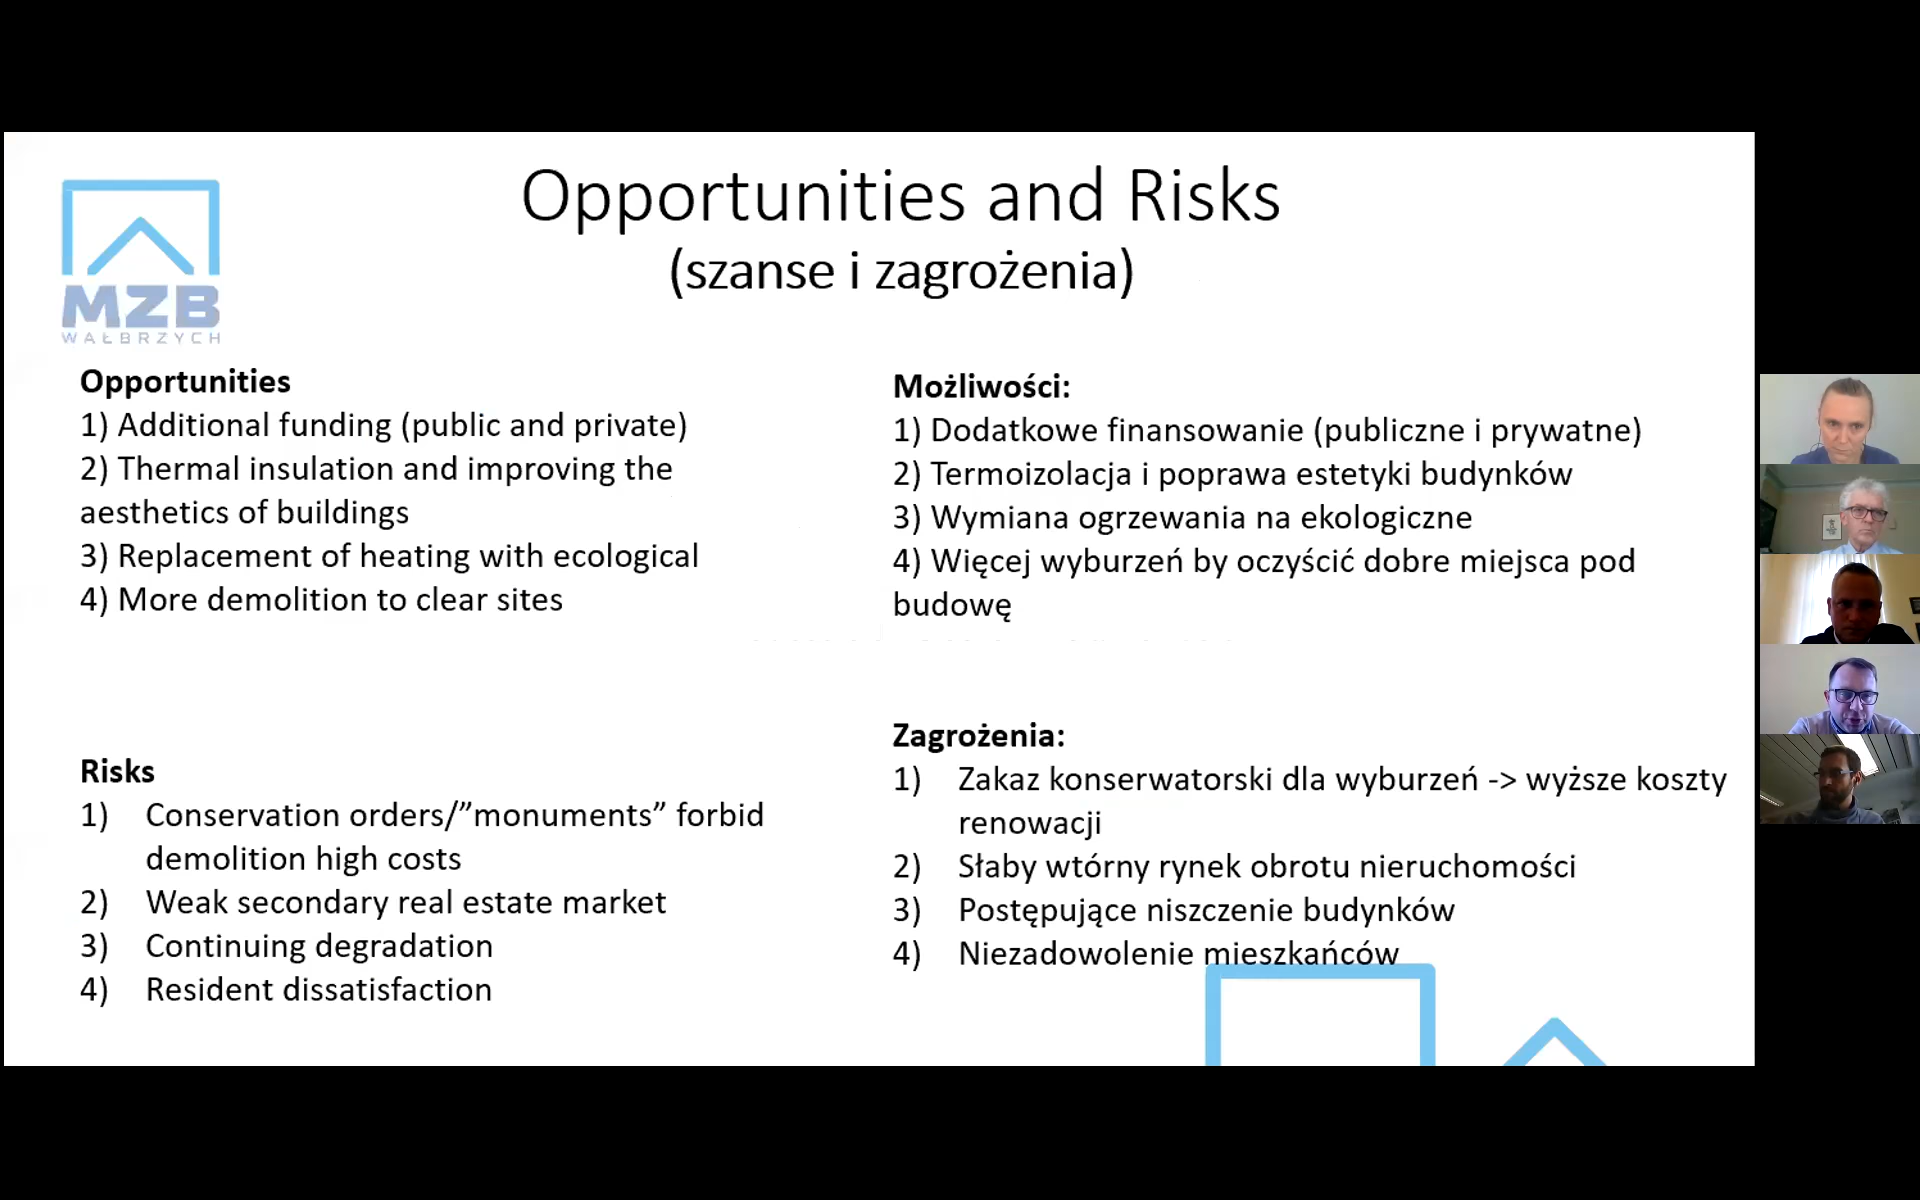 Opportunities and Risks
(szanse i zagrożenia)
MZB
WAŁBRZYCH
Opportunities
1) Additional funding (public and private)
2) Thermal insulation and improving the
aesthetics of buildings
3) Replacement of heating with ecological
4) More demolition to clear sites
Risks
1) Conservation orders/”monuments” forbid
demolition high costs
2) Weak secondary real estate market
3) Continuing degradation
4) Resident dissatisfaction
Możliwości:
1) Dodatkowe finansowanie (publiczne i prywatne)
2) Termoizolacja i poprawa estetyki budynków
3) Wymiana ogrzewania na ekologiczne
4) Więcej wyburzeń by oczyścić dobre miejsca pod
budowę
Zagrożenia:
1) Zakaz konserwatorski dla wyburzeń -> wyższe koszty
renowacji
2) Słaby wtórny rynek obrotu nieruchomości
3) Postępujące niszczenie budynków
4) Niezadowolenie mieszkańców